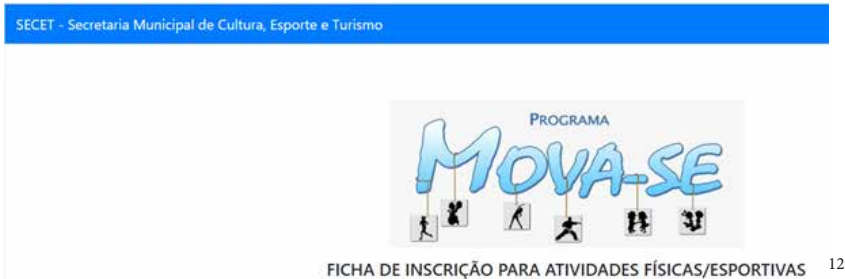 SECET - Secretaria Municipal de Cultura, Esporte e Turismo
PROGRAMA
MOVA-SE
FICHA DE INSCRIÇÃO PARA ATIVIDADES FÍSICAS/ESPORTIVAS
12